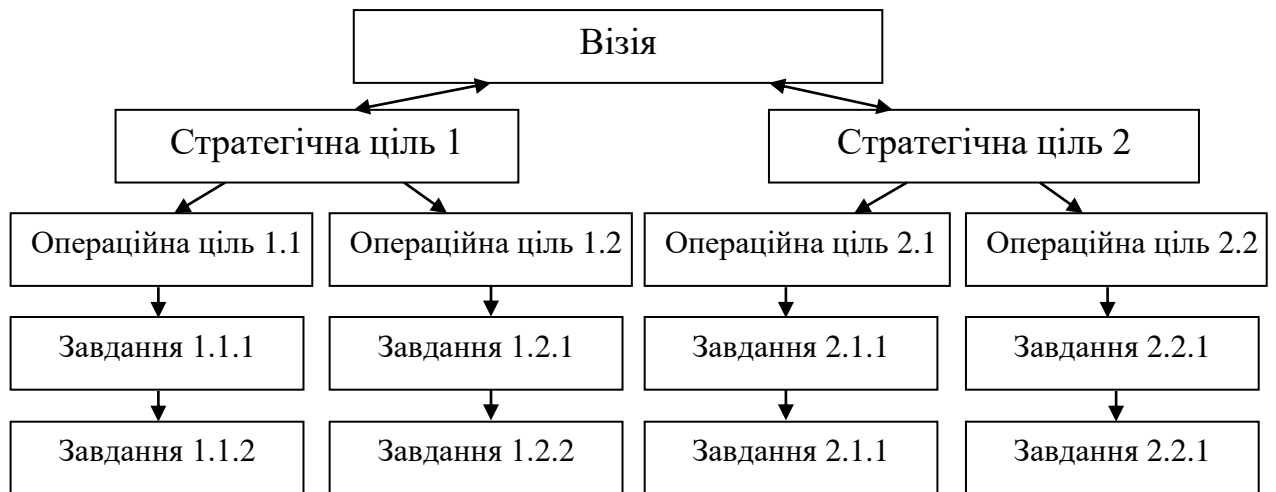 Візія
Стратегічна ціль 1
Стратегічна ціль 2
Операційна ціль 1.1
Операційна ціль 1.2
Операційна ціль 2.1
Операційна ціль 2.2
Завдання 1.1.1
Завдання 1.2.1
Завдання 2.1.1
Завдання 2.2.1
Завдання 1.1.2
Завдання 1.2.2
Завдання 2.1.1
Завдання 2.2.1